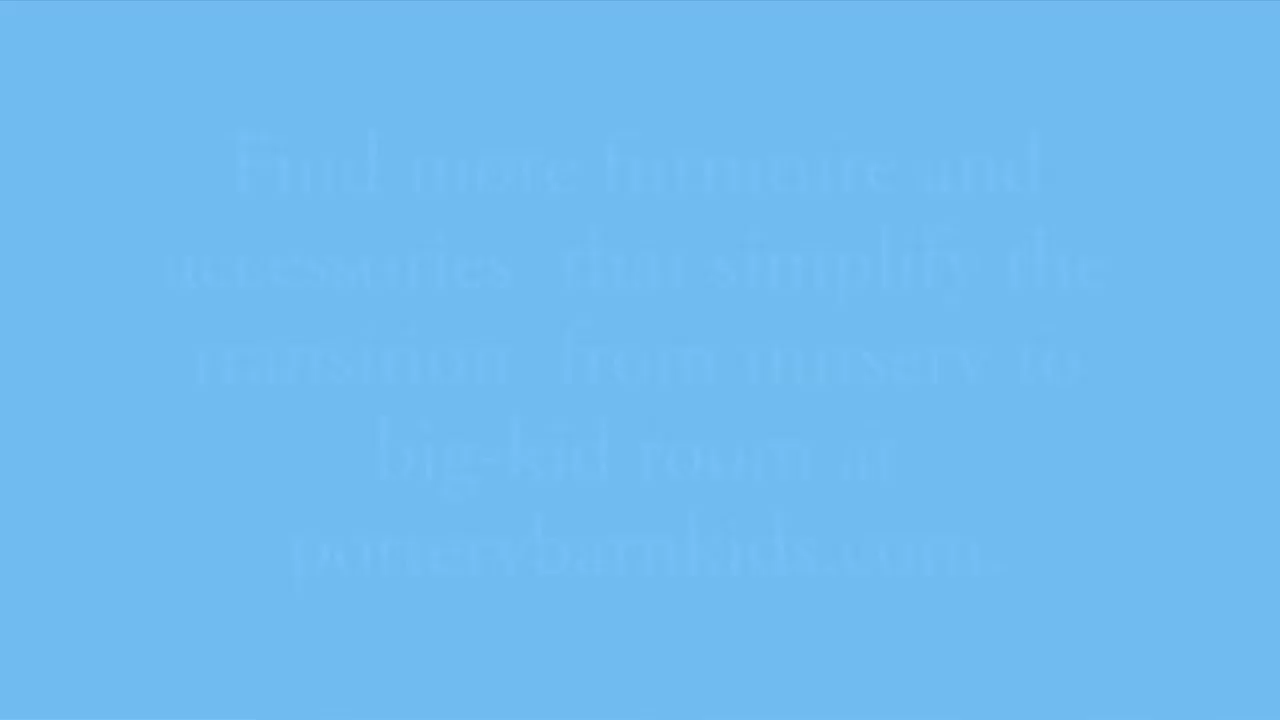 Find more furniture and
accessories that simplify the
transition from nursery to
big-kid room at
potterybarnkids.com.